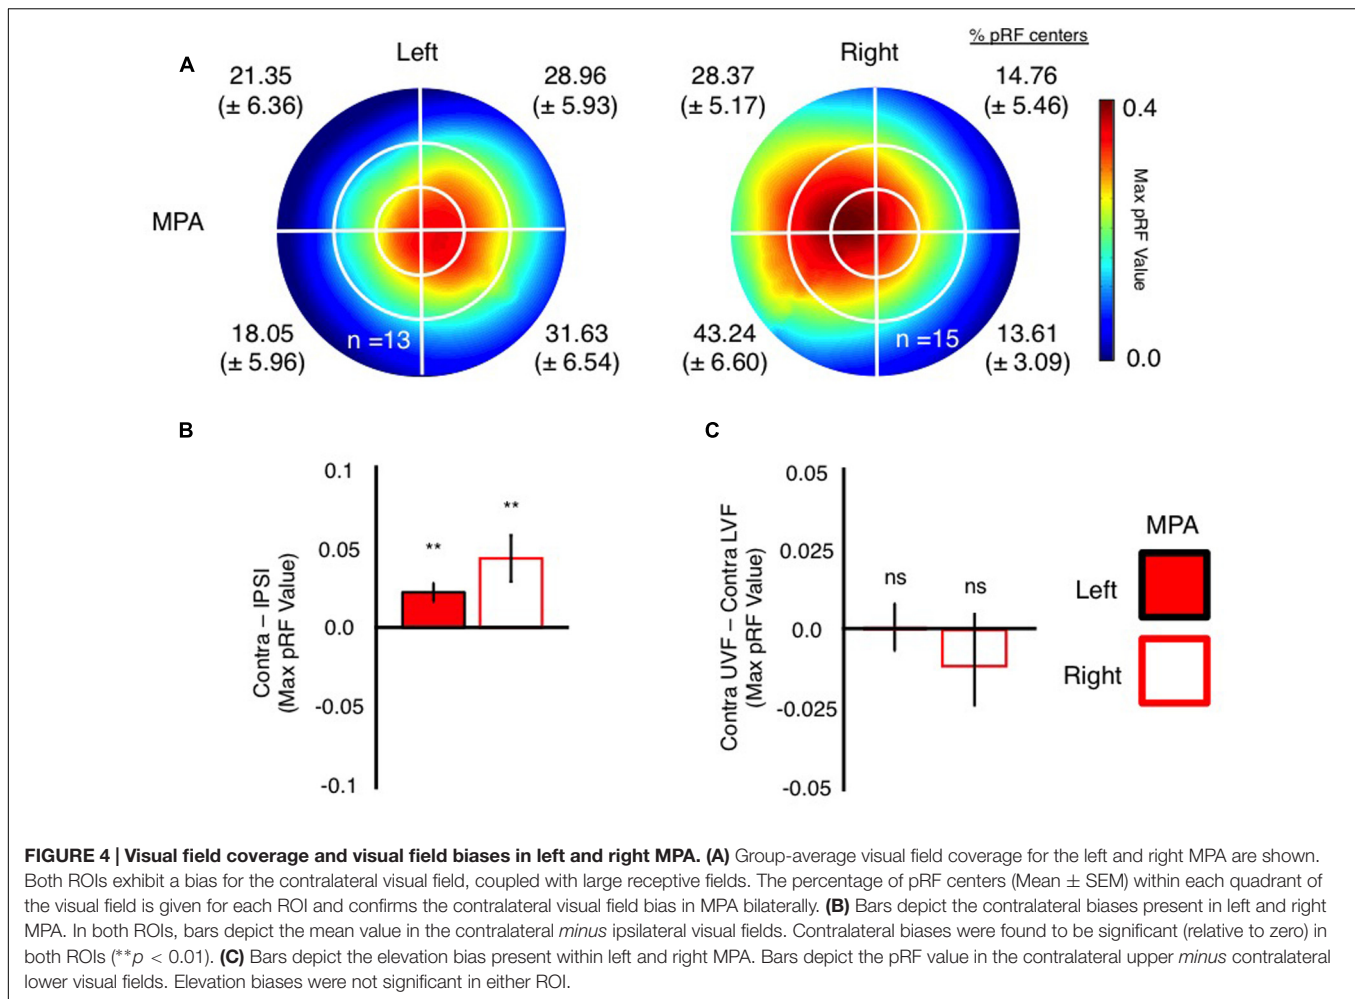 A
Left
Right
% pRF centers
21.35
(± 6.36)
28.96
(± 5.93)
28.37
(± 5.17)
14.76
(± 5.46)
0.4
Max pRF Value
0.0
MPA
18.05
(± 5.96)
n =13
31.63
(± 6.54)
43.24
(± 6.60)
n =15
13.61
(± 3.09)
B
Contra – IPSI
(Max pRF Value)
0.1
0.05
0.0
-0.05
-0.1
**
**
C
Contra UVF – Contra LVF
(Max pRF Value)
0.05
0.025
0.0
-0.025
-0.05
ns
ns
MPA
Left
Right
FIGURE 4 | Visual field coverage and visual field biases in left and right MPA. (A) Group-average visual field coverage for the left and right MPA are shown.
Both ROIs exhibit a bias for the contralateral visual field, coupled with large receptive fields. The percentage of pRF centers (Mean ± SEM) within each quadrant of
the visual field is given for each ROI and confirms the contralateral visual field bias in MPA bilaterally. (B) Bars depict the contralateral biases present in left and right
MPA. In both ROIs, bars depict the mean value in the contralateral minus ipsilateral visual fields. Contralateral biases were found to be significant (relative to zero) in
both ROIs (**p < 0.01). (C) Bars depict the elevation bias present within left and right MPA. Bars depict the pRF value in the contralateral upper minus contralateral
lower visual fields. Elevation biases were not significant in either ROI.